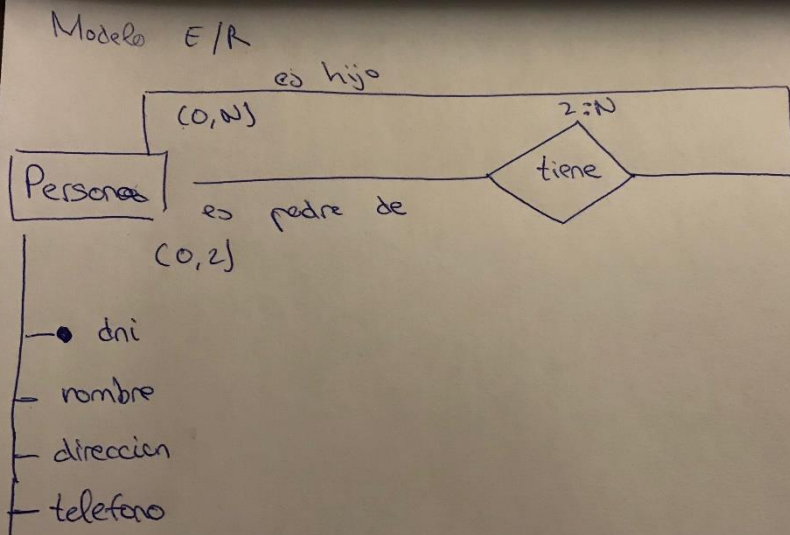 Modelo E/R
es hijo
(0,N)
2:N
Persona
tiene
es padre de
(0,2)
dni
nombre
direccion
telefono